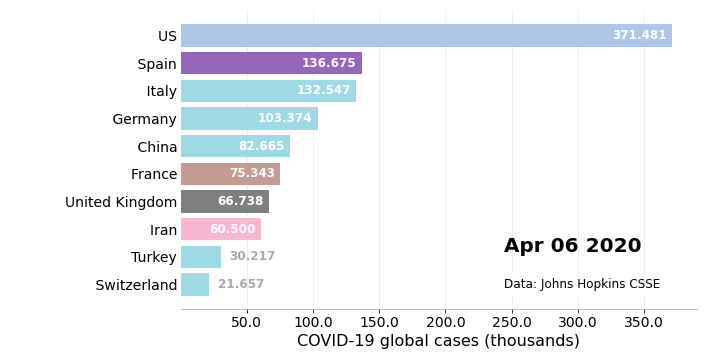 US 371.481
Spain 136.675
Italy 132.547
Germany 103.374
China 82.665
France 75.343
United Kingdom 66.738
Iran 60.500
Turkey 30.217
Switzerland 21.657
Apr 06 2020
Data: Johns Hopkins CSSE
50.0 100.0 150.0 200.0 250.0 300.0 350.0
COVID-19 global cases (thousands)